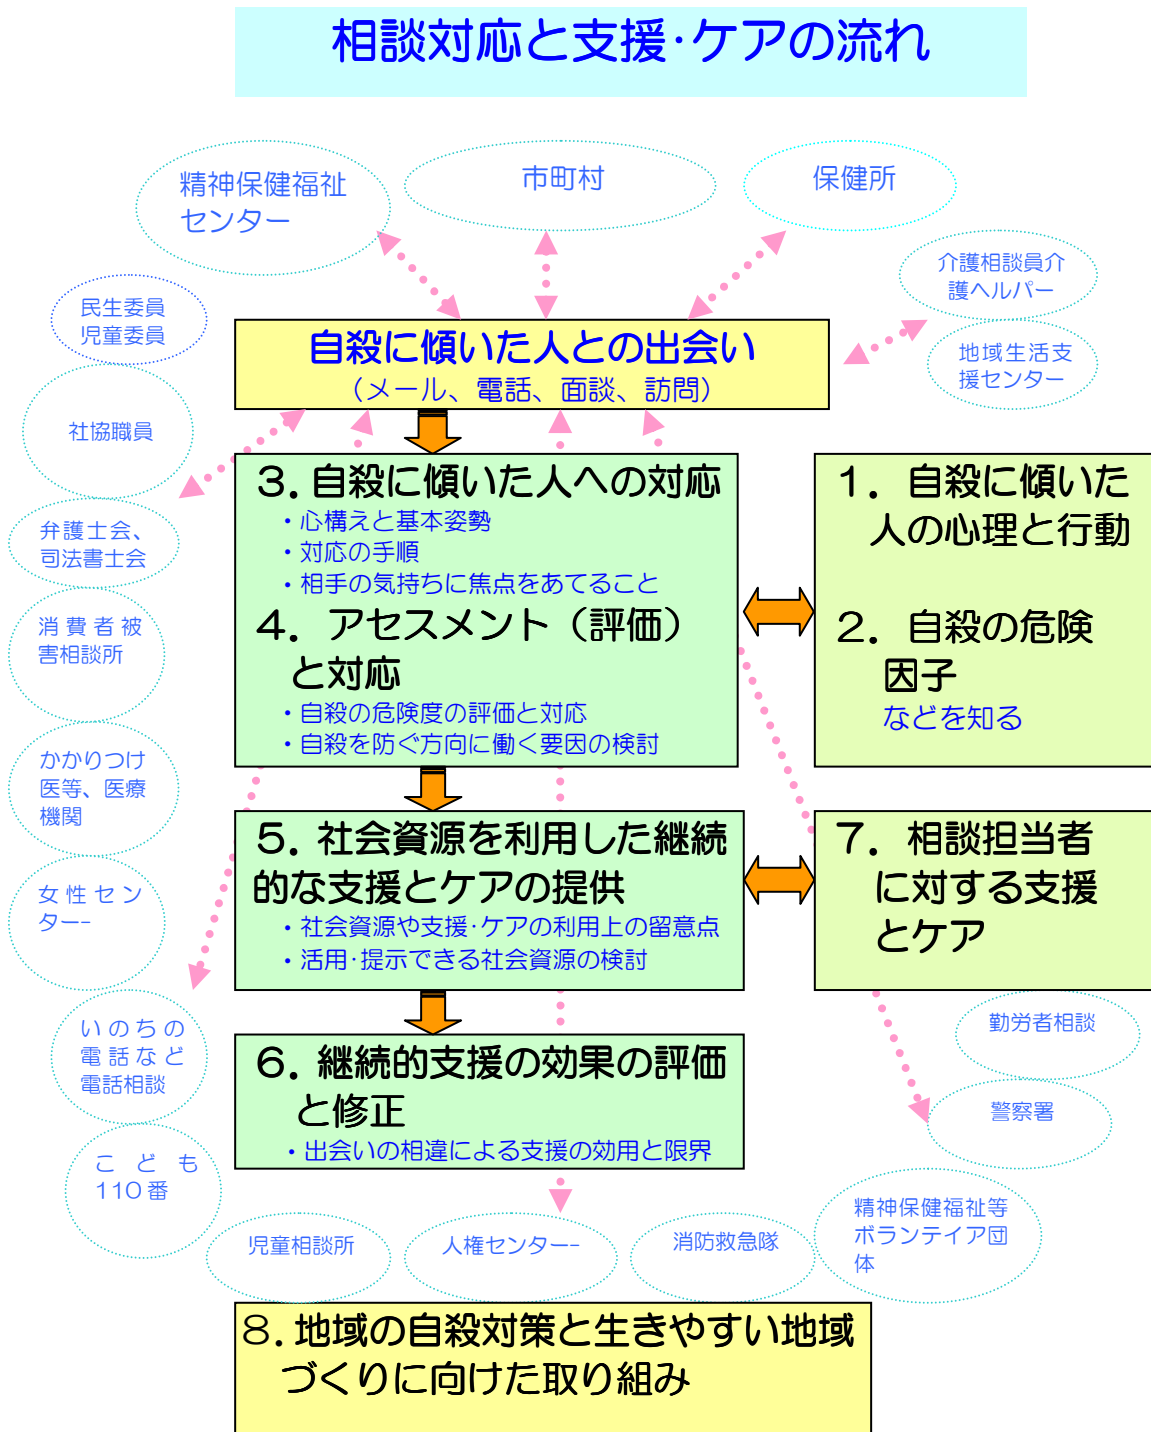 相談対応と支援･ケアの流れ
精神保健福祉
センター
市町村
保健所
介護相談員介
護ヘルパー
地域生活支
援センター
民生委員
児童委員
社協職員
弁護士会、
司法書士会
消費者被
害相談所
かかりつけ
医等、医療
機関
女性セン
ター−
いのちの
電話など
電話相談
こども
110番
自殺に傾いた人との出会い
（メール、電話、面談、訪問）
３．自殺に傾いた人への対応
・心構えと基本姿勢
・対応の手順
・相手の気持ちに焦点をあてること
４．アセスメント（評価）
と対応
・自殺の危険度の評価と対応
・自殺を防ぐ方向に働く要因の検討
１．自殺に傾いた
人の心理と行動
２．自殺の危険
因子
などを知る
５．社会資源を利用した継続
的な支援とケアの提供
・社会資源や支援･ケアの利用上の留意点
・活用･提示できる社会資源の検討
７．相談担当者
に対する支援
とケア
６．継続的支援の効果の評価
と修正
・出会いの相違による支援の効用と限界
勤労者相談
警察署
精神保健福祉等
ボランテイア団
体
児童相談所
人権センター−
消防救急隊
８．地域の自殺対策と生きやすい地域
づくりに向けた取り組み